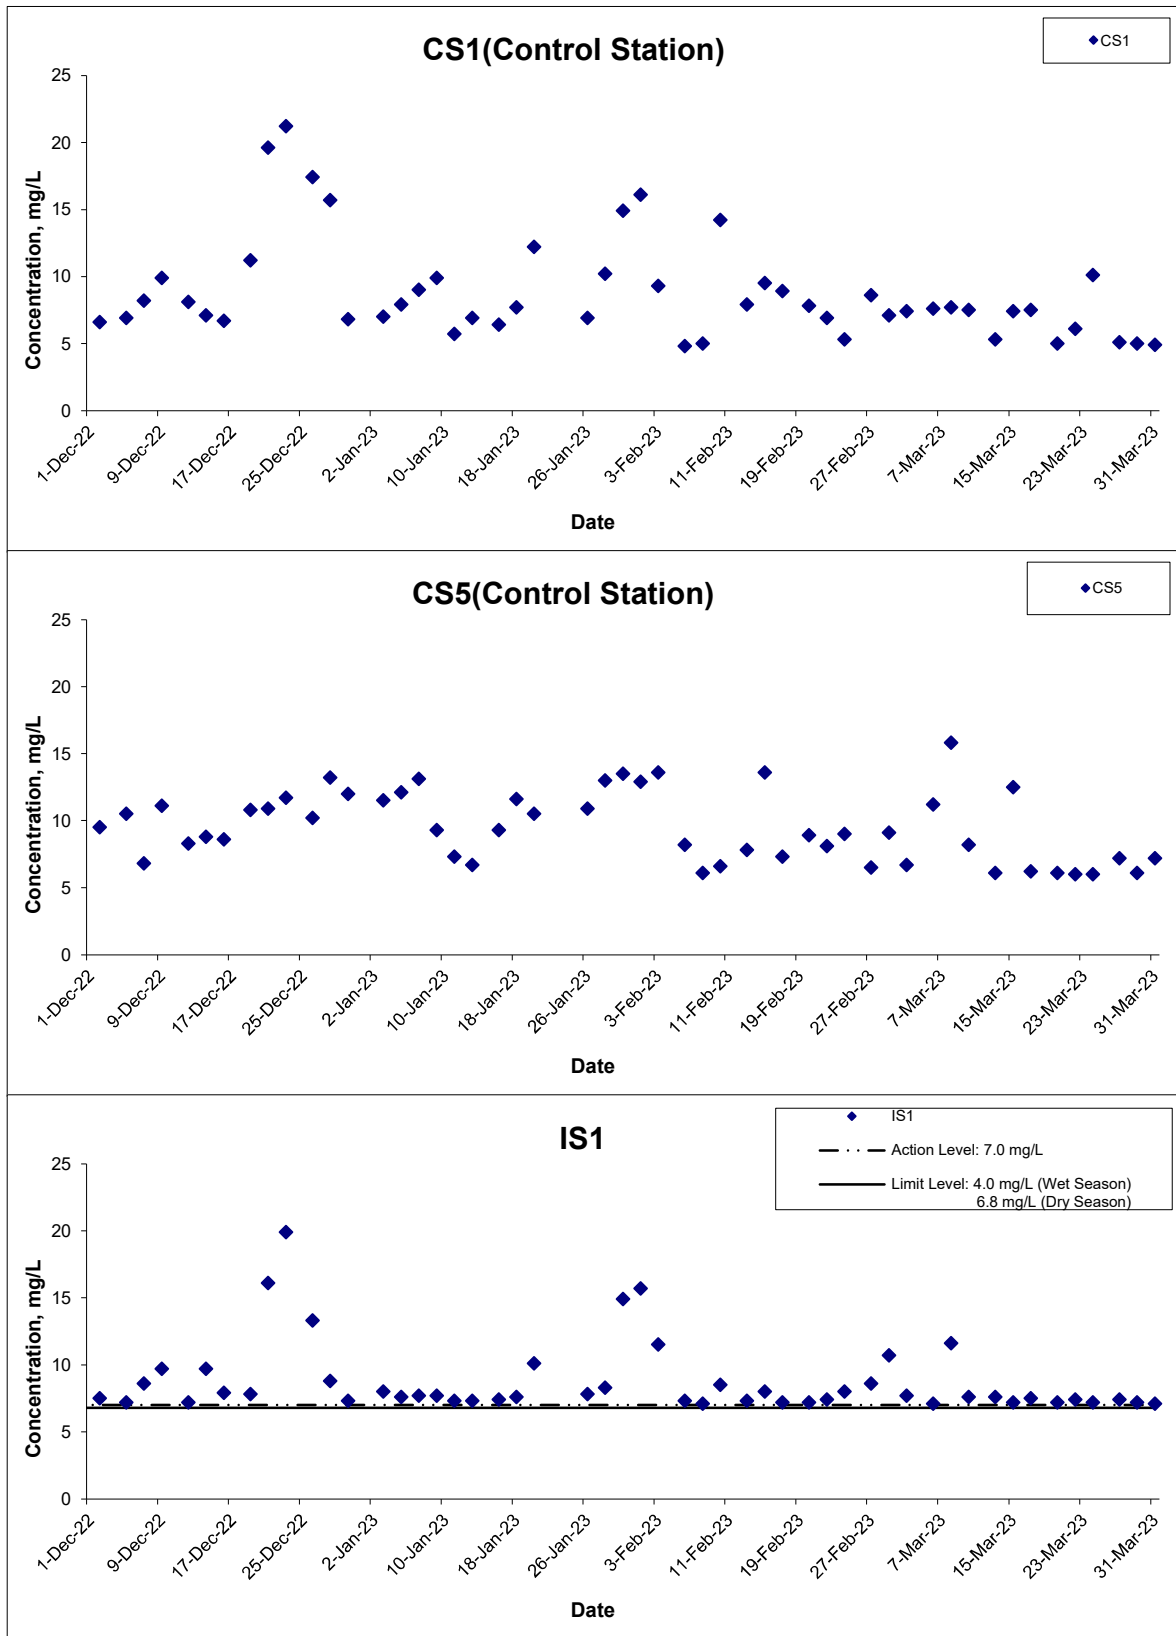 CS1(Control Station)
CS1
Concentration, mg/L
25
20
15
10
5
0
1-Dec-22
9-Dec-22
17-Dec-22
25-Dec-22
2-Jan-23
10-Jan-23
18-Jan-23
26-Jan-23
3-Feb-23
11-Feb-23
19-Feb-23
27-Feb-23
7-Mar-23
15-Mar-23
23-Mar-23
31-Mar-23
Date
CS5(Control Station)
CS5
Concentration, mg/L
25
20
15
10
5
0
1-Dec-22
9-Dec-22
17-Dec-22
25-Dec-22
2-Jan-23
10-Jan-23
18-Jan-23
26-Jan-23
3-Feb-23
11-Feb-23
19-Feb-23
27-Feb-23
7-Mar-23
15-Mar-23
23-Mar-23
31-Mar-23
Date
IS1
IS1
Action Level: 7.0 mg/L
Limit Level: 4.0 mg/L (Wet Season)
6.8 mg/L (Dry Season)
Concentration, mg/L
25
20
15
10
5
0
1-Dec-22
9-Dec-22
17-Dec-22
25-Dec-22
2-Jan-23
10-Jan-23
18-Jan-23
26-Jan-23
3-Feb-23
11-Feb-23
19-Feb-23
27-Feb-23
7-Mar-23
15-Mar-23
23-Mar-23
31-Mar-23
Date